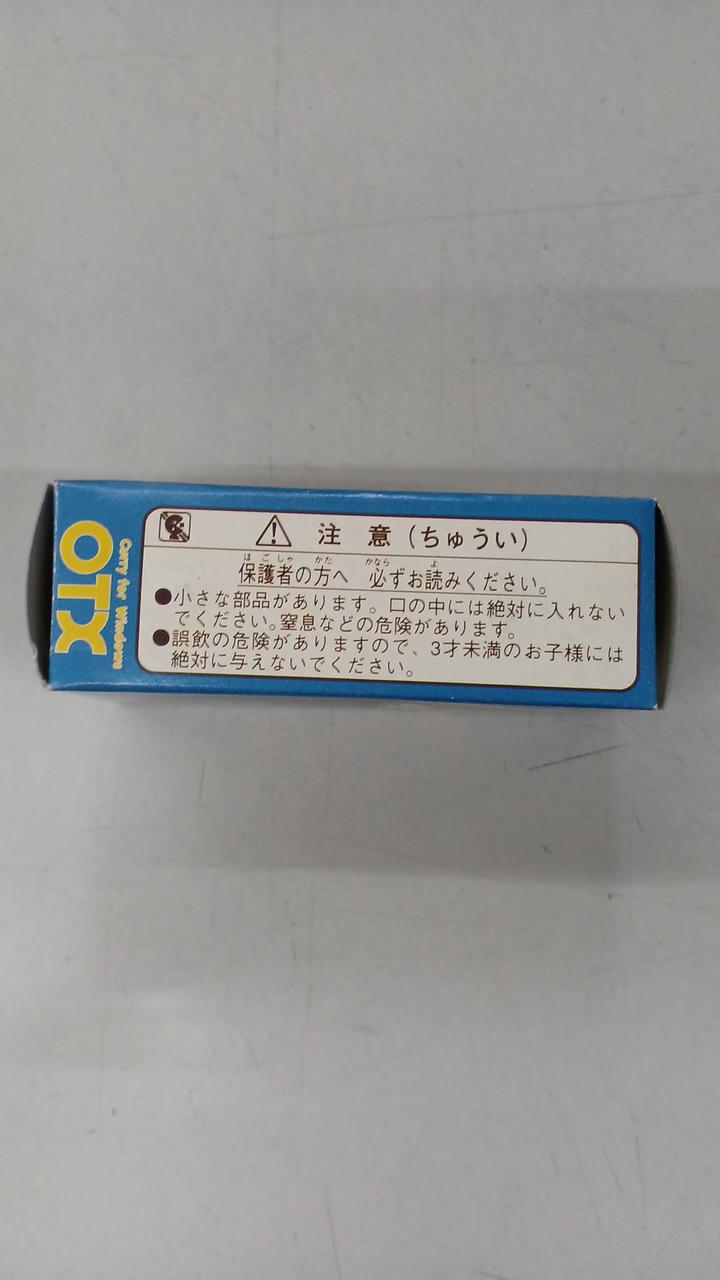 OTX
Carry for Windows
注意(ちゅうい)
保護者の方へ 必ずお読みください。
●小さな部品があります。口の中には絶対に入れない
でください。窒息などの危険があります。
●誤飲の危険がありますので、3才未満のお子様には
絶対に与えないでください。